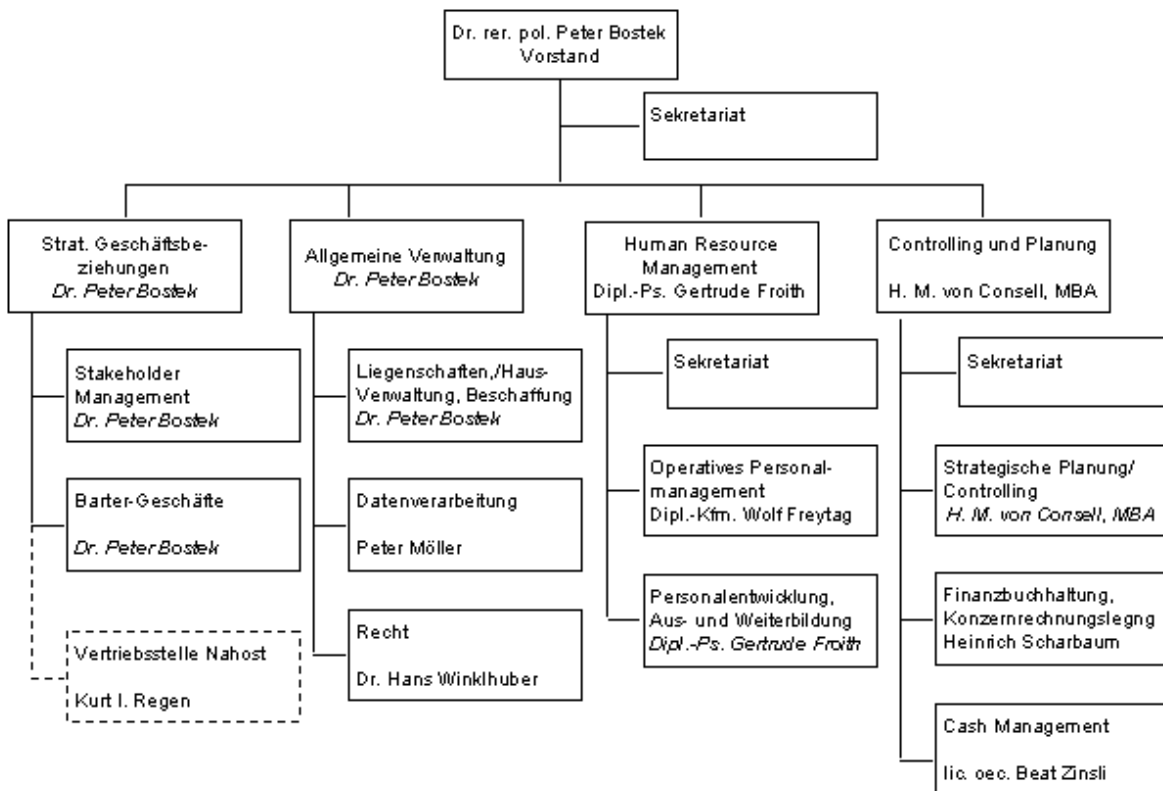 Dr. rer. pol. Peter Bostek
Vorstand
Sekretariat
Strat. Geschäftsbe-
ziehungen
Dr. Peter Bostek
Allgemeine Verwaltung
Dr. Peter Bostek
Human Resource
Management
Dipl.-Ps. Gertrude Froith
Controlling und Planung
H. M. von Consell, MBA
Stakeholder
Management
Dr. Peter Bostek
Barter-Geschäfte
Dr. Peter Bostek
Vertriebsstelle Nahost
Kurt I. Regen
Liegenschaften,/Haus-
Verwaltung, Beschaffung
Dr. Peter Bostek
Datenverarbeitung
Peter Möller
Recht
Dr. Hans Winklhuber
Sekretariat
Operatives Personal-
management
Dipl.-Kfm. Wolf Freytag
Personalentwicklung,
Aus- und Weiterbildung
Dipl.-Ps. Gertrude Froith
Sekretariat
Strategische Planung/
Controlling
H. M. von Consell, MBA
Finanzbuchhaltung,
Konzernrechnungslegng
Heinrich Scharbaum
Cash Management
lic. oec. Beat Zinsli